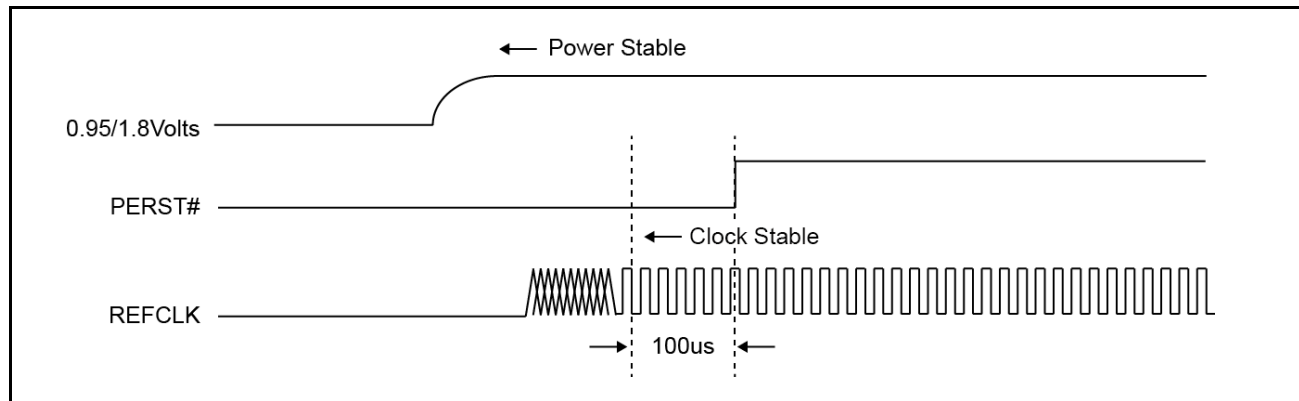 Power Stable
0.95/1.8Volts
PERST#
Clock Stable
REFCLK
100us